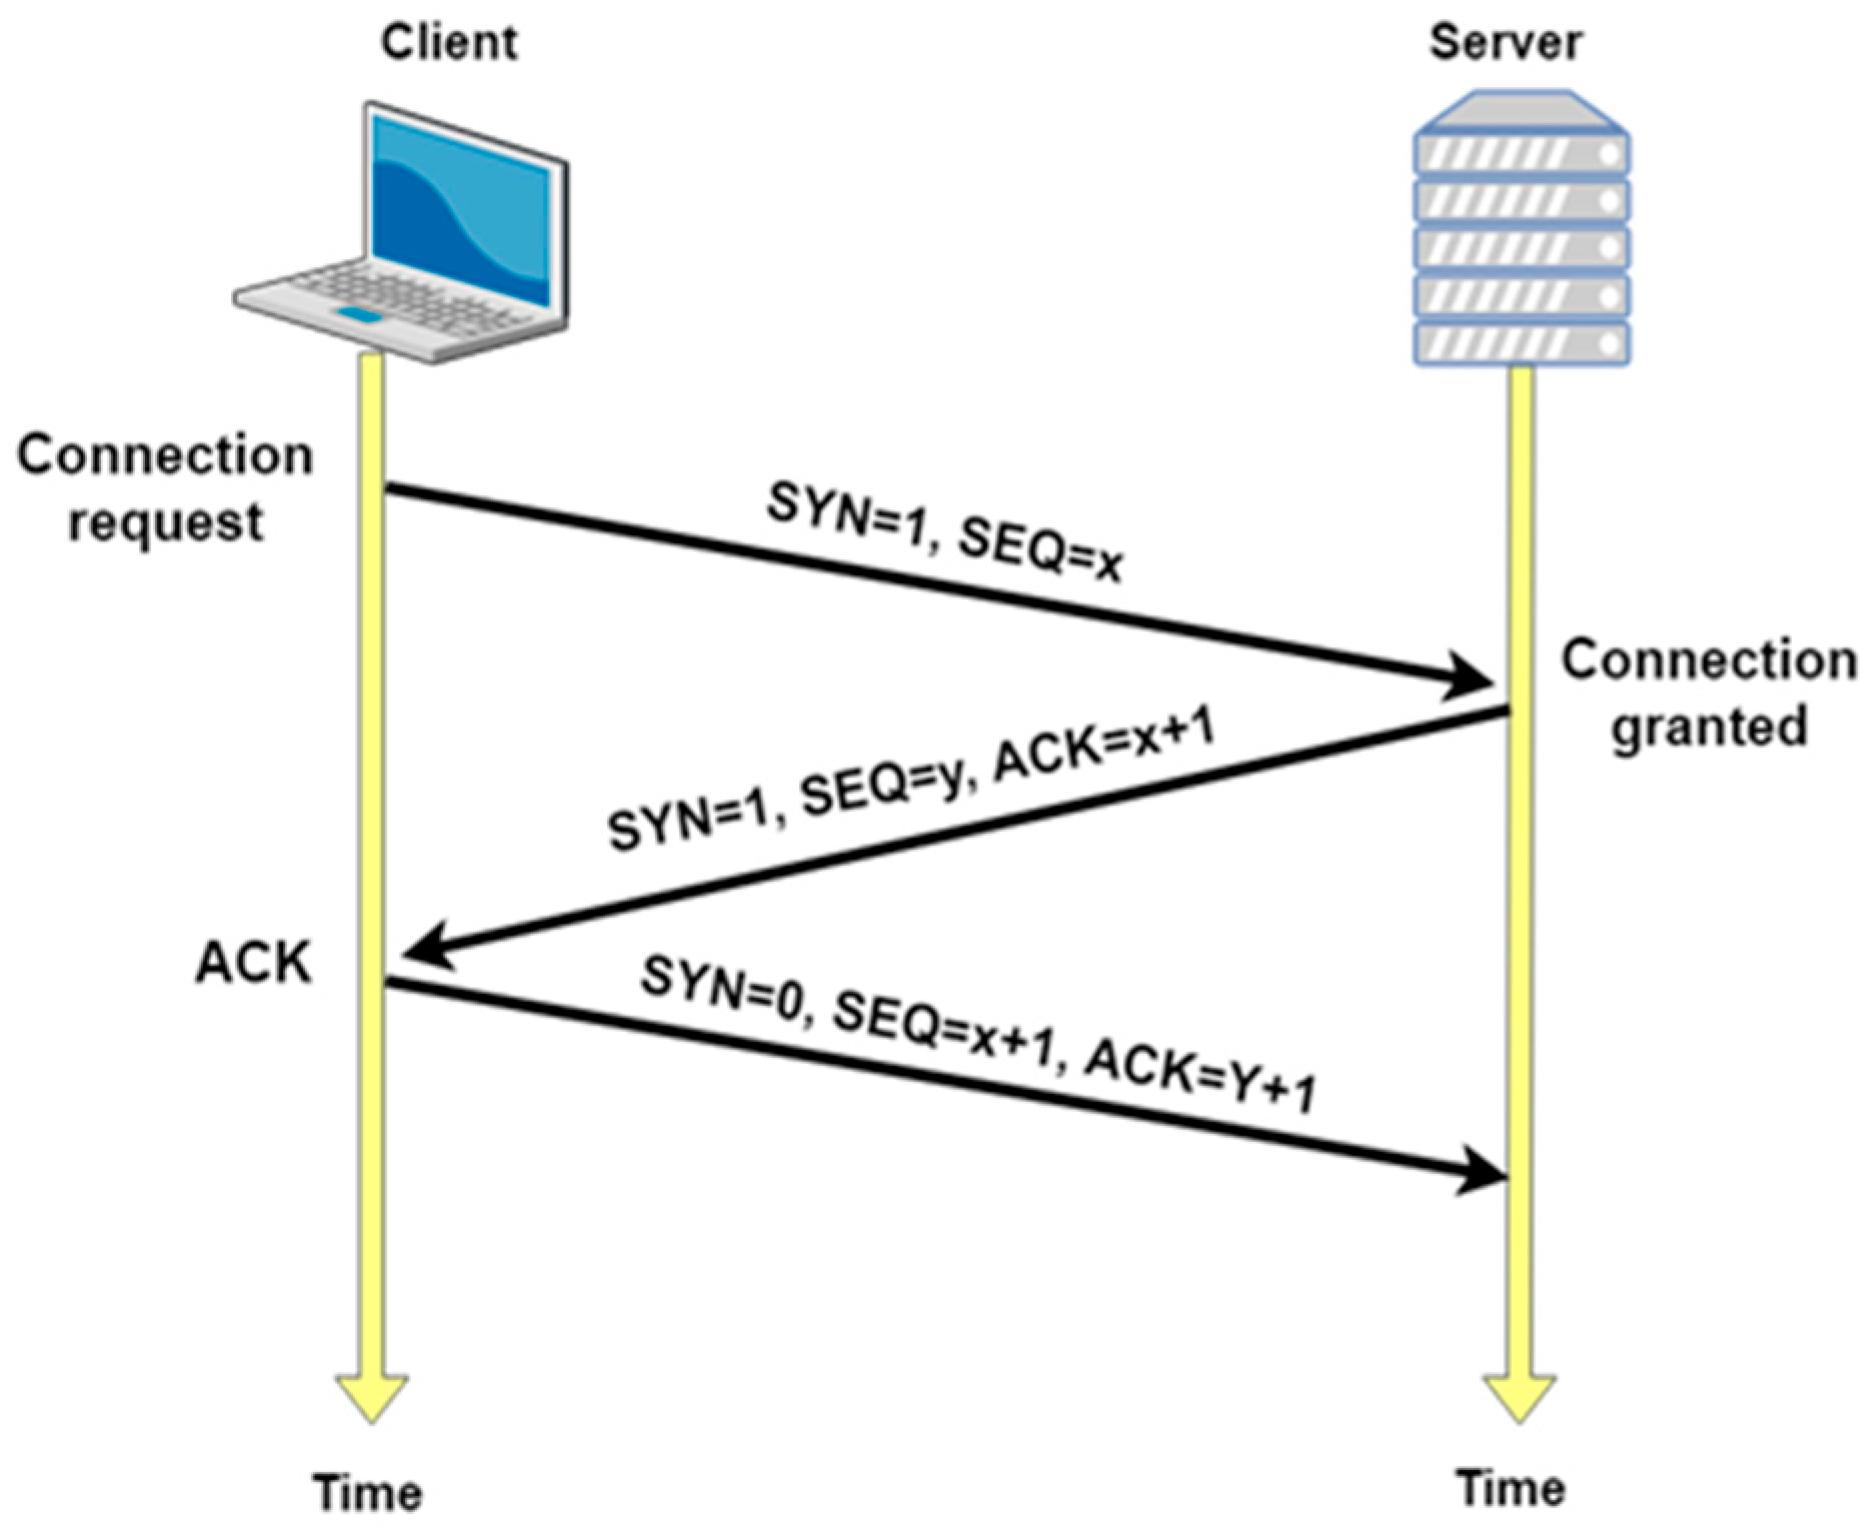 Client
Server
Connection
request
SYN=1, SEQ=x
Connection
granted
SYN=1, SEQ=y, ACK=x+1
ACK
SYN=0, SEQ=x+1, ACK=Y+1
Time
Time